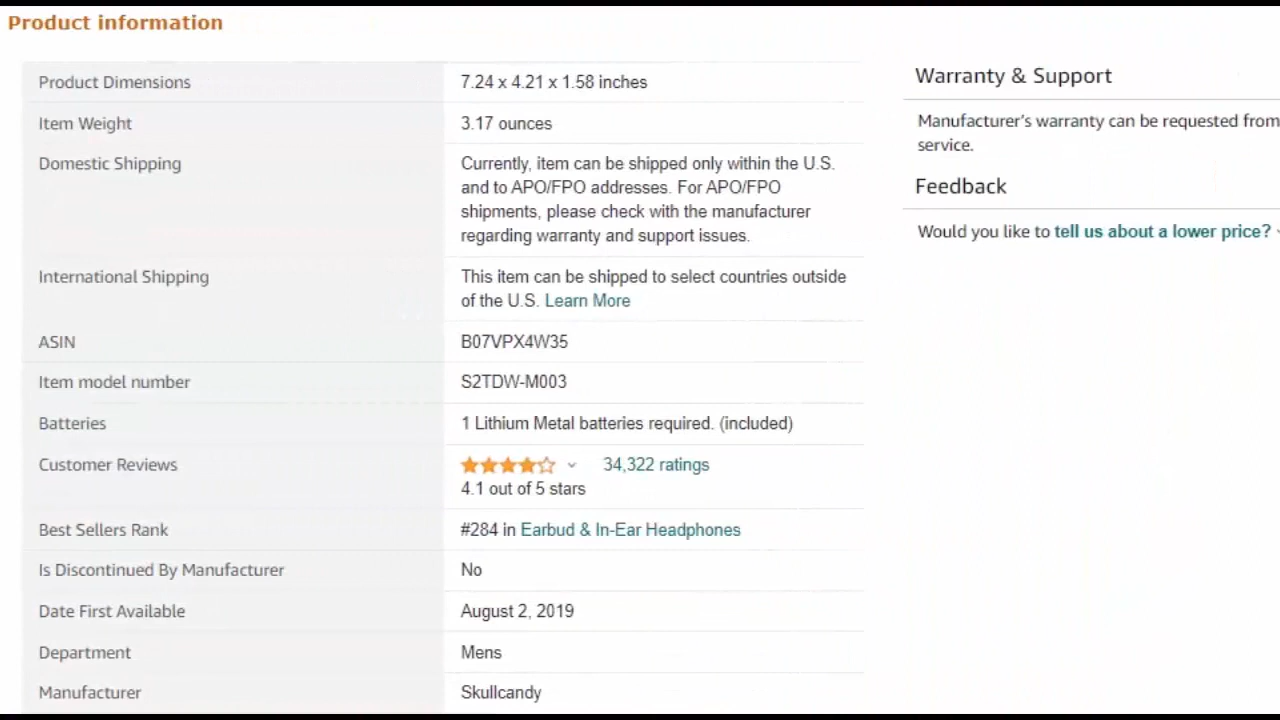 Product information
Product Dimensions
7.24 x 4.21 x 1.58 inches
Item Weight
3.17 ounces
Domestic Shipping
Currently, item can be shipped only within the U.S.
and to APO/FPO addresses. For APO/FPO
shipments, please check with the manufacturer
regarding warranty and support issues.
International Shipping
This item can be shipped to select countries outside
of the U.S. Learn More
ASIN
B07VPX4W35
Item model number
S2TDW-M003
Batteries
1 Lithium Metal batteries required. (included)
Customer Reviews
34,322 ratings
4.1 out of 5 stars
Best Sellers Rank
#284 in Earbud & In-Ear Headphones
Is Discontinued By Manufacturer
No
Date First Available
August 2, 2019
Department
Mens
Manufacturer
Skullcandy
Warranty & Support
Manufacturer's warranty can be requested from
service.
Feedback
Would you like to tell us about a lower price?